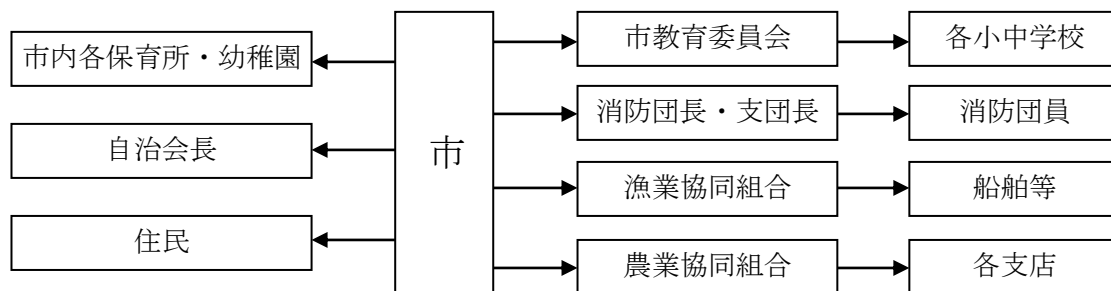 市内各保育所・幼稚園
自治会長
住民
市
市教育委員会
各小中学校
消防団長・支団長
消防団員
漁業協同組合
船舶等
農業協同組合
各支店